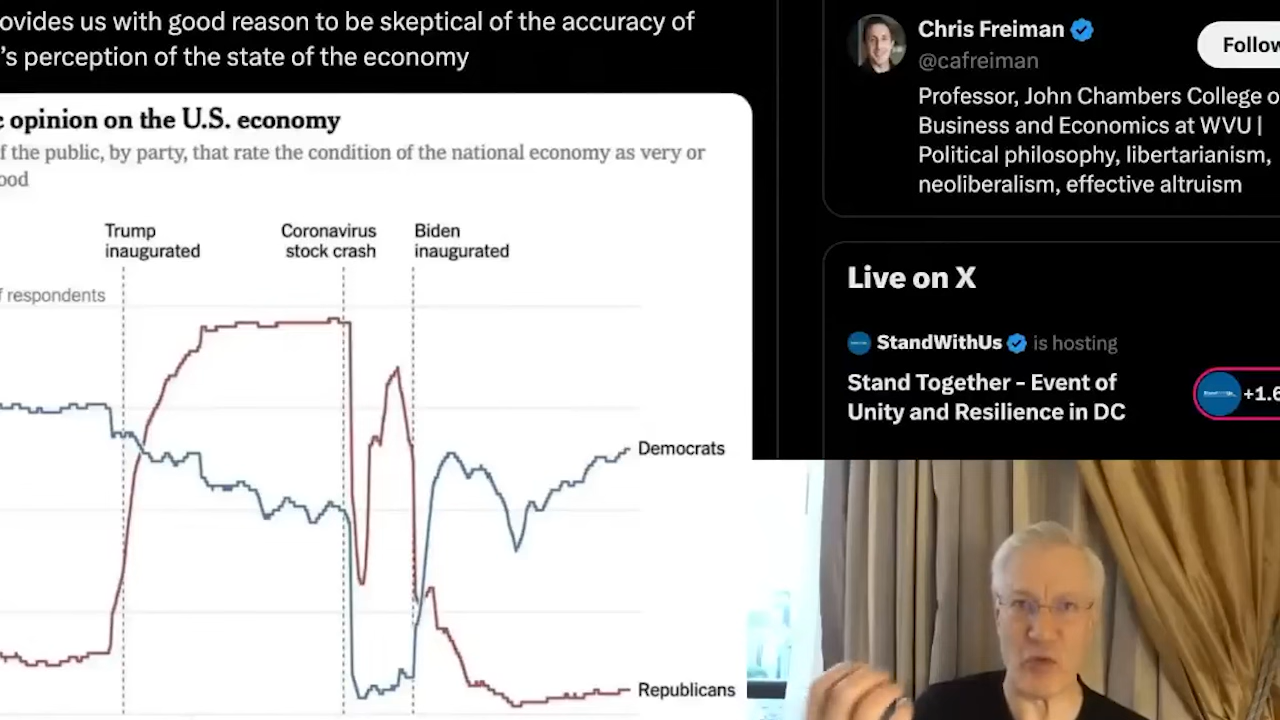 ovides us with good reason to be skeptical of the accuracy of
's perception of the state of the economy
c opinion on the U.S. economy
f the public, by party, that rate the condition of the national economy as very or
ood
Trump
inaugurated
Coronavirus
stock crash
Biden
inaugurated
f respondents
Democrats
Republicans
Chris Freiman
@cafreiman
Follow
Professor, John Chambers College o
Business and Economics at WVU |
Political philosophy, libertarianism,
neoliberalism, effective altruism
Live on X
StandWithUs is hosting
Stand Together - Event of
Unity and Resilience in DC
+1.6